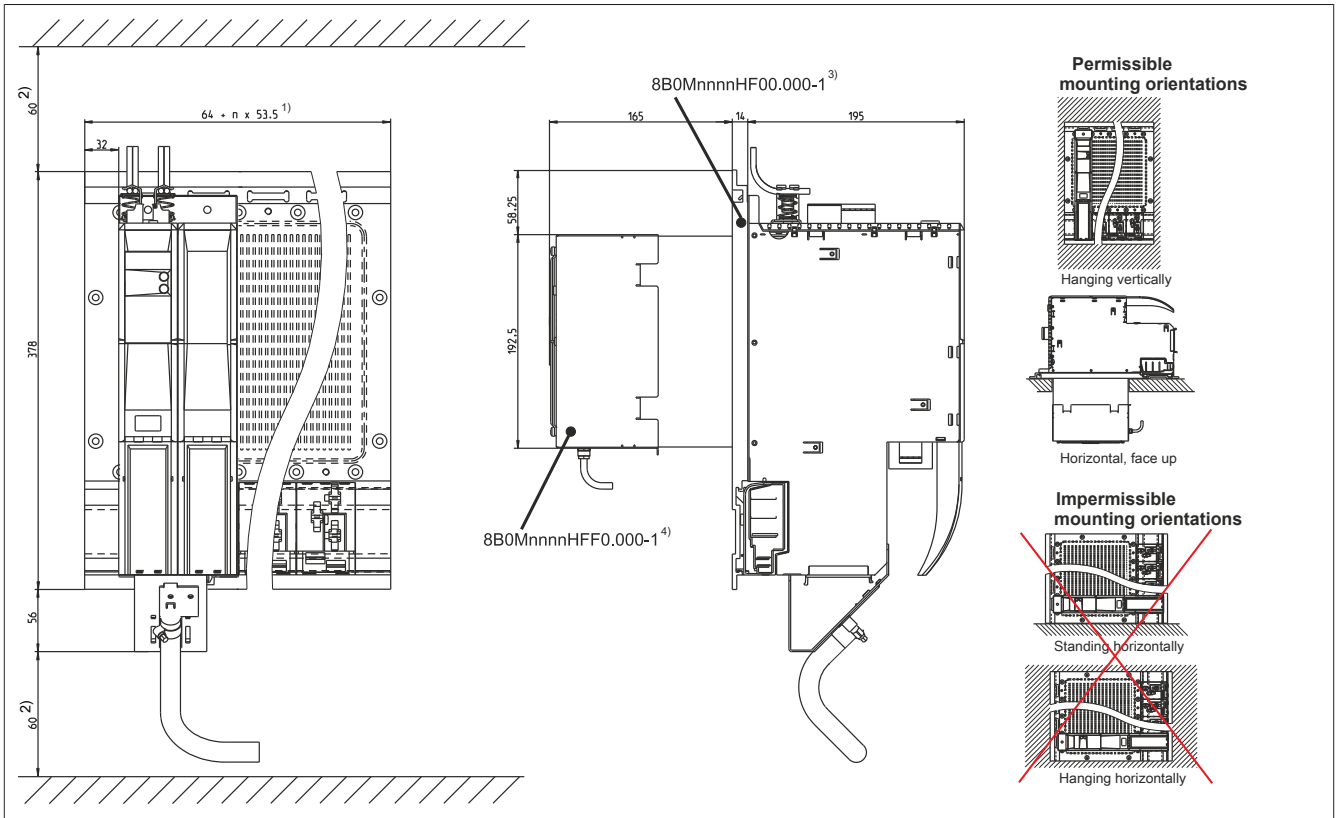 60 2)
64 + n x 53.5 1)
32
378
56
60 2)
8B0MnnnnHF00.000-1 3)
165
14
195
58.25
192.5
8B0MnnnnHFF0.000-1 4)
Permissible
mounting orientations
Hanging vertically
Horizontal, face up
Impermissible
mounting orientations
Standing horizontally
Hanging horizontally